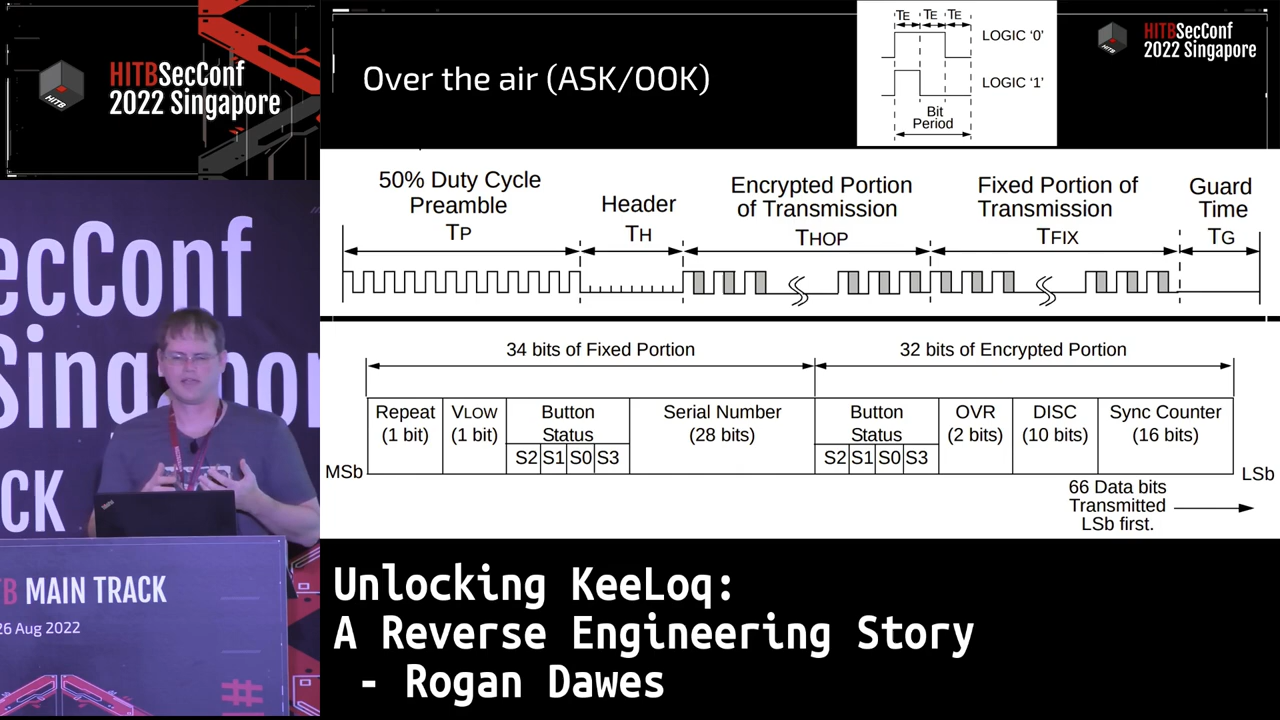 HITBSecConf
2022 Singapore
HITB
Over the air (ASK/OOK)
TE TE TE
LOGIC ‘0’
LOGIC ‘1’
Bit
Period
HITBSecConf
2022 Singapore
HITB
50% Duty Cycle
Preamble
TP
Header
TH
Encrypted Portion
of Transmission
THOP
Fixed Portion of
Transmission
TFIX
Guard
Time
TG
34 bits of Fixed Portion
32 bits of Encrypted Portion
Repeat
(1 bit)
VLOW
(1 bit)
Button
Status
S2 S1 S0 S3
Serial Number
(28 bits)
Button
Status
S2 S1 S0 S3
OVR
(2 bits)
DISC
(10 bits)
Sync Counter
(16 bits)
MSb
LSb
66 Data bits
Transmitted
LSb first.
ecConf
Singapor
CK
B MAIN TRACK
26 Aug 2022
#
Unlocking KeeLoq:
A Reverse Engineering Story
- Rogan Dawes